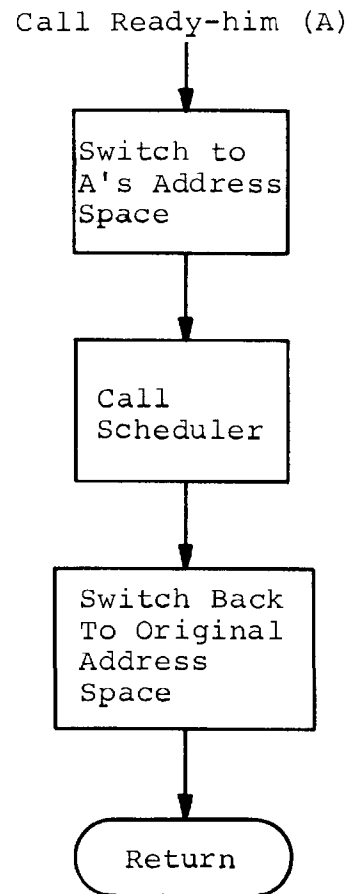 Call Ready-him (A)
Switch to
A's Address
Space
Call
Scheduler
Switch Back
To Original
Address
Space
Return